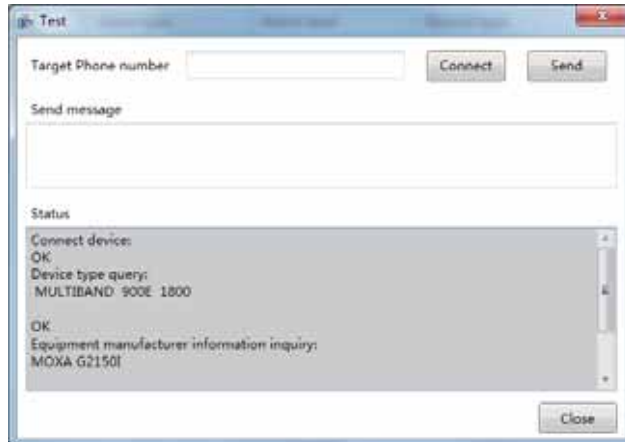 Test
Target Phone number
Connect
Send
Send message
Status
Connect device:
OK
Device type query:
MULTIBAND 900E 1800
OK
Equipment manufacturer information inquiry:
MOXA G2150I
Close